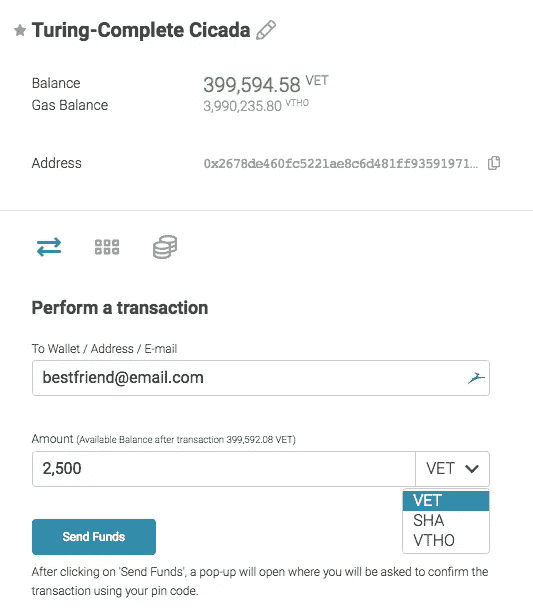 Turing-Complete Cicada
Balance 399,594.58 VET
Gas Balance 3,990,235.80 VTHO
Address 0x2678de460fc5221ae8c6d481ff93591971...
Perform a transaction
To Wallet / Address / E-mail
bestfriend@email.com
Amount (Available Balance after transaction 399,592.08 VET)
2,500 VET
VET
SHA
VTHO
Send Funds
After clicking on 'Send Funds', a pop-up will open where you will be asked to confirm the
transaction using your pin code.